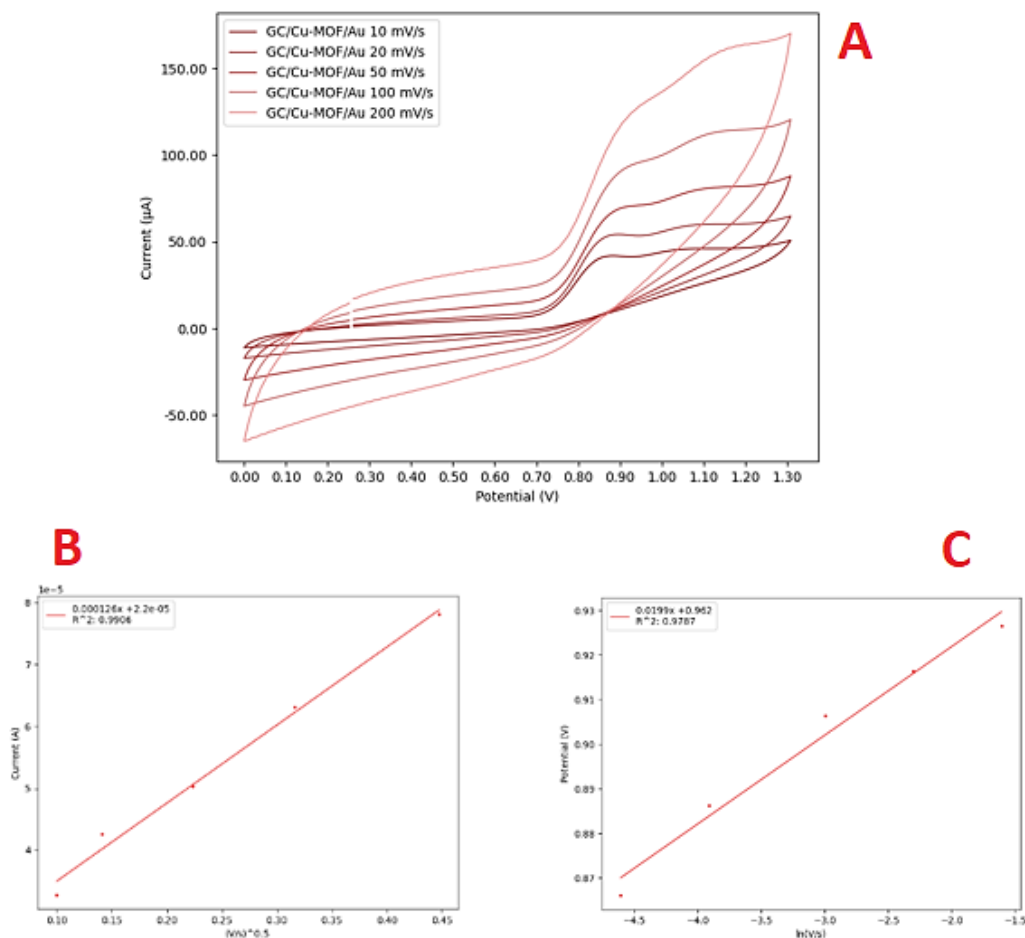 A
GC/Cu-MOF/Au 10 mV/s
GC/Cu-MOF/Au 20 mV/s
GC/Cu-MOF/Au 50 mV/s
GC/Cu-MOF/Au 100 mV/s
GC/Cu-MOF/Au 200 mV/s
150.00
100.00
50.00
0.00
-50.00
Current (μA)
0.00 0.10 0.20 0.30 0.40 0.50 0.60 0.70 0.80 0.90 1.00 1.10 1.20 1.30
Potential (V)
B
1e−5
0.000126x +2.2e-05
R^2: 0.9906
8
7
6
5
4
Current (A)
0.10 0.15 0.20 0.25 0.30 0.35 0.40 0.45
(V/s)^0.5
C
0.0199x +0.962
R^2: 0.9787
0.93
0.92
0.91
0.90
0.89
0.88
0.87
Potential (V)
−4.5 −4.0 −3.5 −3.0 −2.5 −2.0 −1.5
ln(V/s)